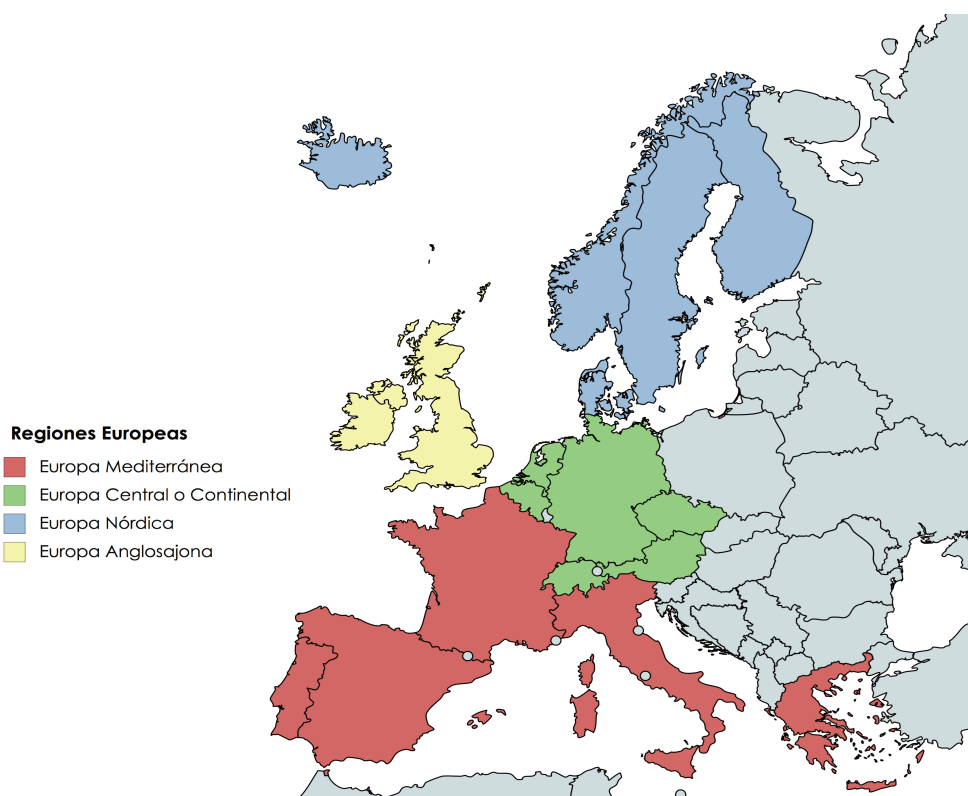 Regiones Europeas
Europa Mediterránea
Europa Central o Continental
Europa Nórdica
Europa Anglosajona